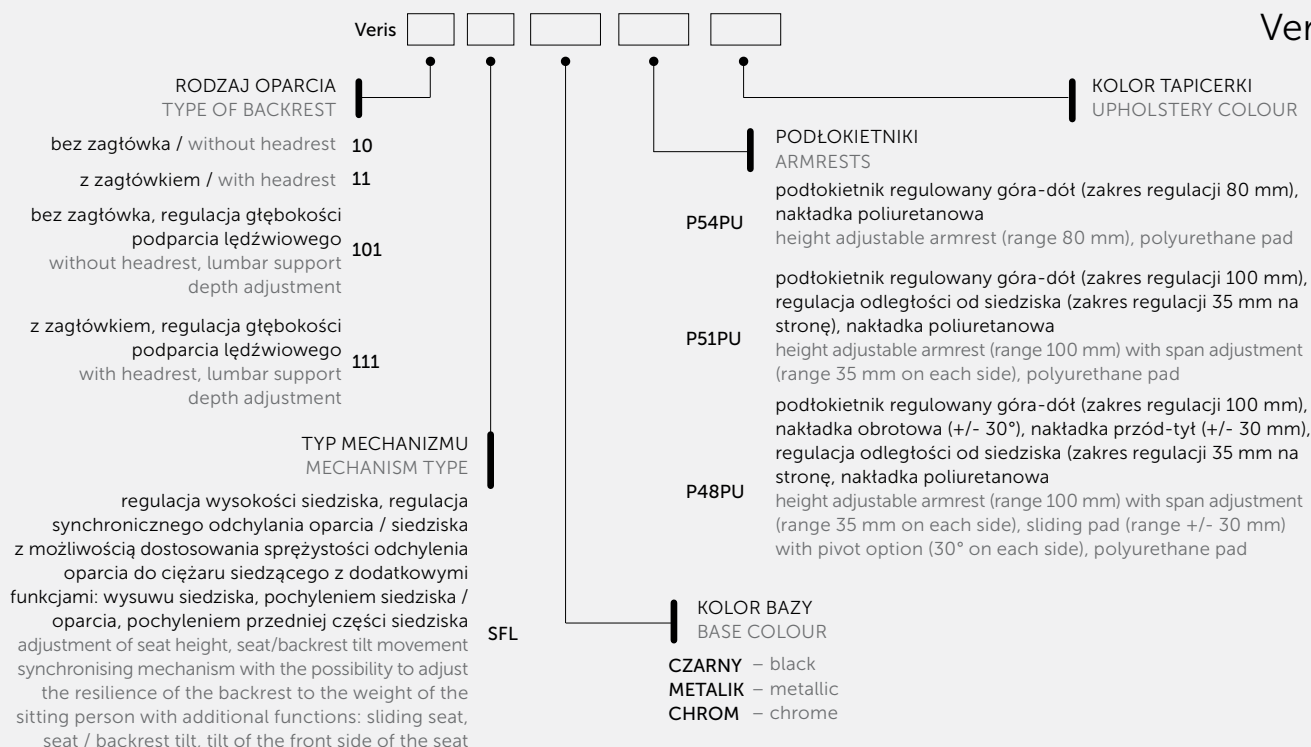 Veris
Ver
RODZAJ OPARCIA
TYPE OF BACKREST
bez zagłówka / without headrest 10
z zagłówkiem / with headrest 11
bez zagłówka, regulacja głębokości
podparcia lędźwiowego
101
without headrest, lumbar support
depth adjustment
z zagłówkiem, regulacja głębokości
podparcia lędźwiowego
111
with headrest, lumbar support
depth adjustment
TYP MECHANIZMU
MECHANISM TYPE
regulacja wysokości siedziska, regulacja
synchronicznego odchylania oparcia / siedziska
z możliwością dostosowania sprężystości odchylenia
oparcia do ciężaru siedzącego z dodatkowymi
funkcjami: wysuwu siedziska, pochyleniem siedziska /
oparcia, pochyleniem przedniej części siedziska
SFL
adjustment of seat height, seat/backrest tilt movement
synchronising mechanism with the possibility to adjust
the resilience of the backrest to the weight of the
sitting person with additional functions: sliding seat,
seat / backrest tilt, tilt of the front side of the seat
KOLOR BAZY
BASE COLOUR
CZARNY – black
METALIK – metallic
CHROM – chrome
PODŁOKIETNIKI
ARMRESTS
podłokietnik regulowany góra-dół (zakres regulacji 80 mm),
nakładka poliuretanowa
P54PU
height adjustable armrest (range 80 mm), polyurethane pad
podłokietnik regulowany góra-dół (zakres regulacji 100 mm),
regulacja odległości od siedziska (zakres regulacji 35 mm na
stronę), nakładka poliuretanowa
P51PU
height adjustable armrest (range 100 mm) with span adjustment
(range 35 mm on each side), polyurethane pad
podłokietnik regulowany góra-dół (zakres regulacji 100 mm),
nakładka obrotowa (+/- 30°), nakładka przód-tył (+/- 30 mm),
regulacja odległości od siedziska (zakres regulacji 35 mm na
stronę, nakładka poliuretanowa
P48PU
height adjustable armrest (range 100 mm) with span adjustment
(range 35 mm on each side), sliding pad (range +/- 30 mm)
with pivot option (30° on each side), polyurethane pad
KOLOR TAPICERKI
UPHOLSTERY COLOUR